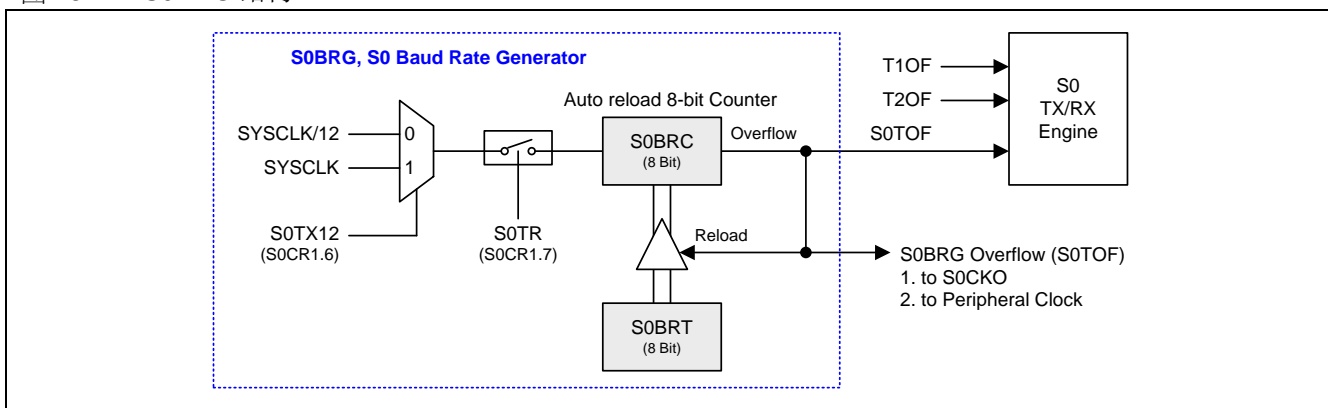 S0BRG, S0 Baud Rate Generator
Auto reload 8-bit Counter
SYSCLK/12
SYSCLK
0
1
S0TX12
(S0CR1.6)
S0TR
(S0CR1.7)
S0BRC
(8 Bit)
Overflow
Reload
S0BRT
(8 Bit)
T1OF
T2OF
S0TOF
S0
TX/RX
Engine
S0BRG Overflow (S0TOF)
1. to S0CKO
2. to Peripheral Clock